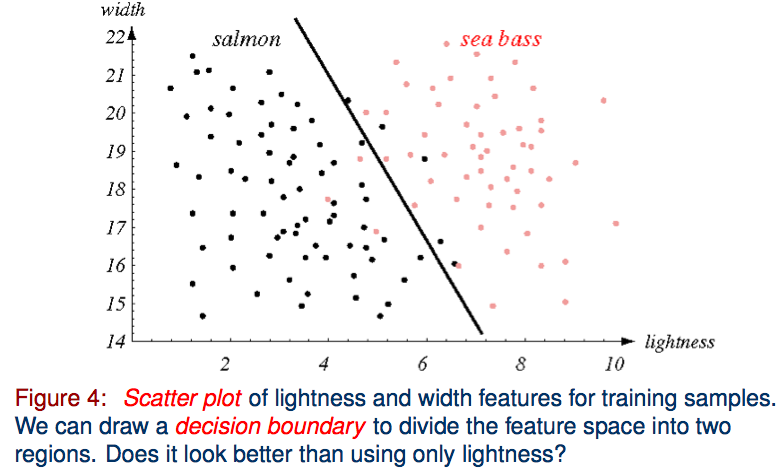 width
22
salmon
sea bass
21
20
19
18
17
16
15
14
lightness
2 4 6 8 10
Figure 4: Scatter plot of lightness and width features for training samples.
We can draw a decision boundary to divide the feature space into two
regions. Does it look better than using only lightness?